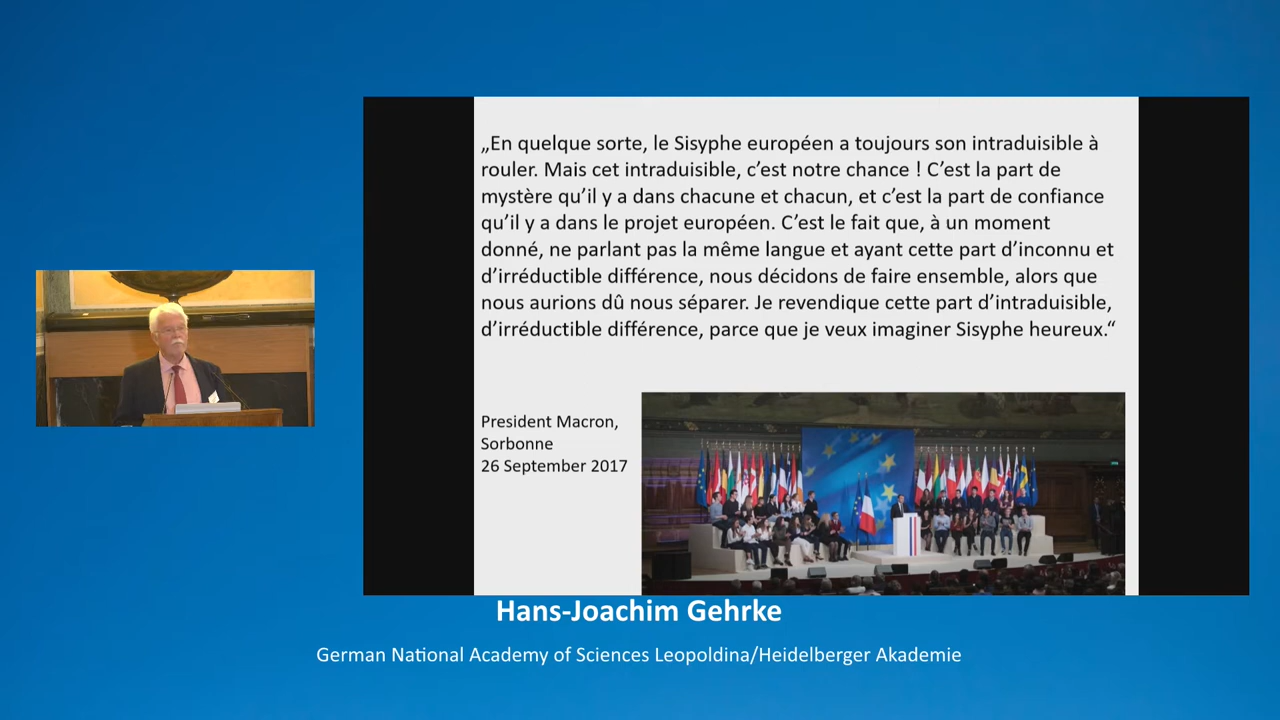 „En quelque sorte, le Sisyphe européen a toujours son intraduisible à
rouler. Mais cet intraduisible, c’est notre chance ! C’est la part de
mystère qu’il y a dans chacune et chacun, et c’est la part de confiance
qu’il y a dans le projet européen. C’est le fait que, à un moment
donné, ne parlant pas la même langue et ayant cette part d’inconnu et
d’irréductible différence, nous décidons de faire ensemble, alors que
nous aurions dû nous séparer. Je revendique cette part d’intraduisible,
d’irréductible différence, parce que je veux imaginer Sisyphe heureux.“
President Macron,
Sorbonne
26 September 2017
Hans-Joachim Gehrke
German National Academy of Sciences Leopoldina/Heidelberger Akademie